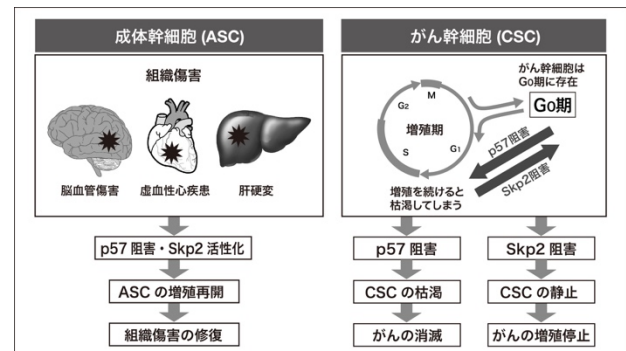 成体幹細胞 (ASC)
組織傷害
脳血管傷害
虚血性心疾患
肝硬変
p57 阻害・Skp2 活性化
ASC の増殖再開
組織傷害の修復
がん幹細胞 (CSC)
がん幹細胞は
G0期に存在
G0期
M
G2
増殖期
S
G1
p57阻害
Skp2阻害
増殖を続けると
枯渇してしまう
p57 阻害
Skp2 阻害
CSC の枯渇
CSC の静止
がんの消滅
がんの増殖停止